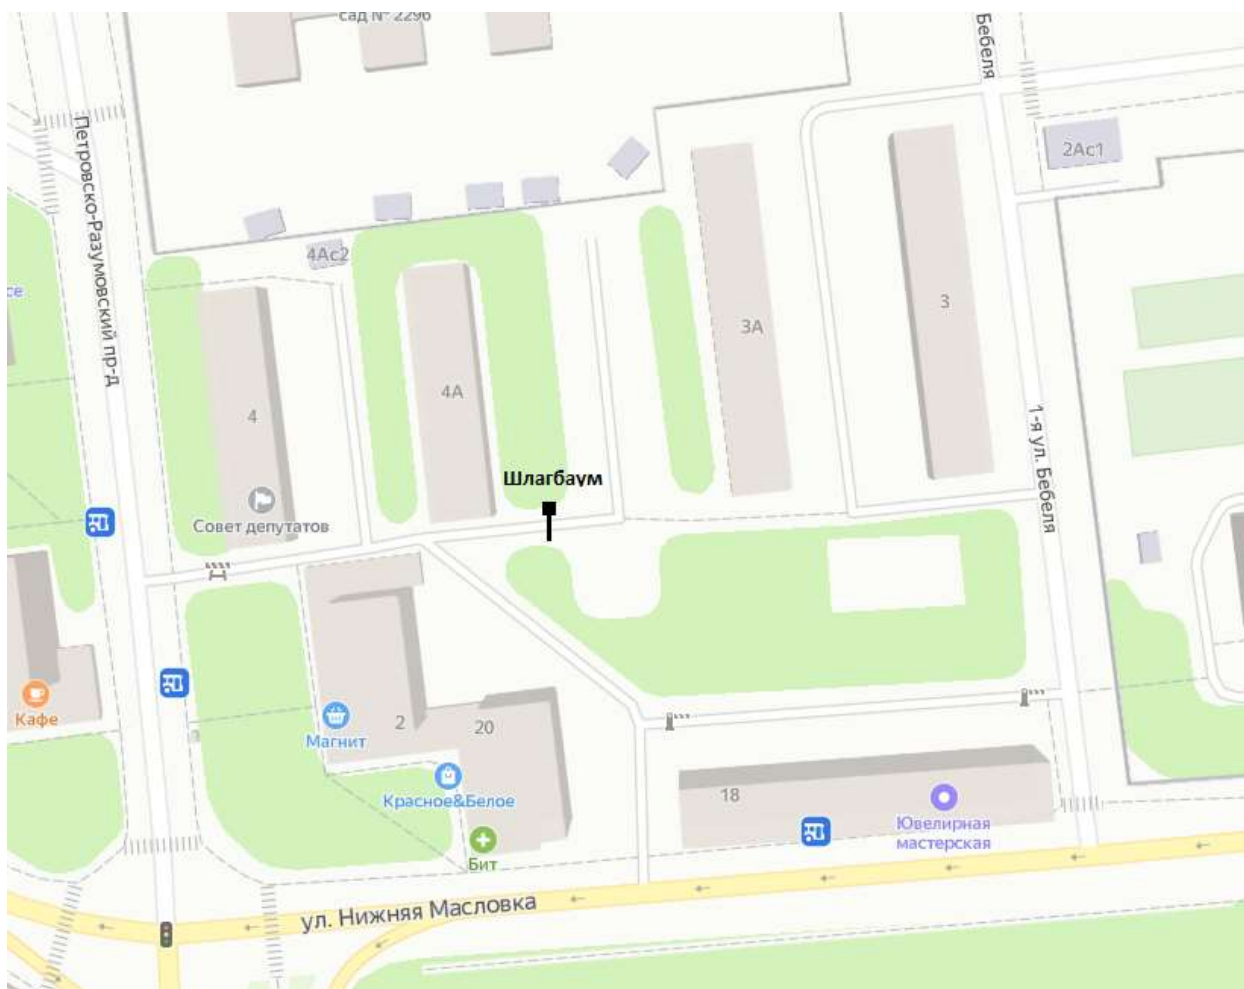 сад № 2296
Бебеля
Петровско-Разумовский пр-д
2Ас1
4Ас2
се
3
3А
4А
4
1-я ул. Бебеля
Шлагбаум
Совет депутатов
Кафе
2
20
Магнит
Красное&Белое
18
Ювелирная
мастерская
Бит
ул. Нижняя Масловка